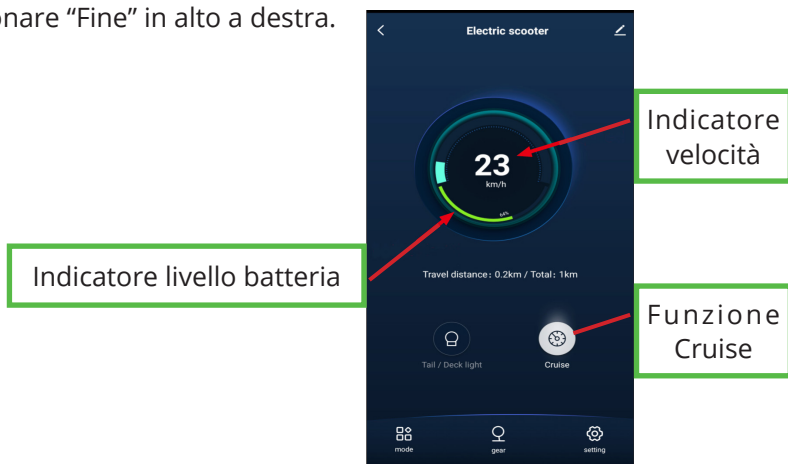 onare “Fine” in alto a destra.
Electric scooter
Indicatore
velocità
23
km/h
64%
Indicatore livello batteria
Travel distance: 0.2km / Total: 1km
Funzione
Cruise
Tail / Deck light
Cruise
mode
gear
setting